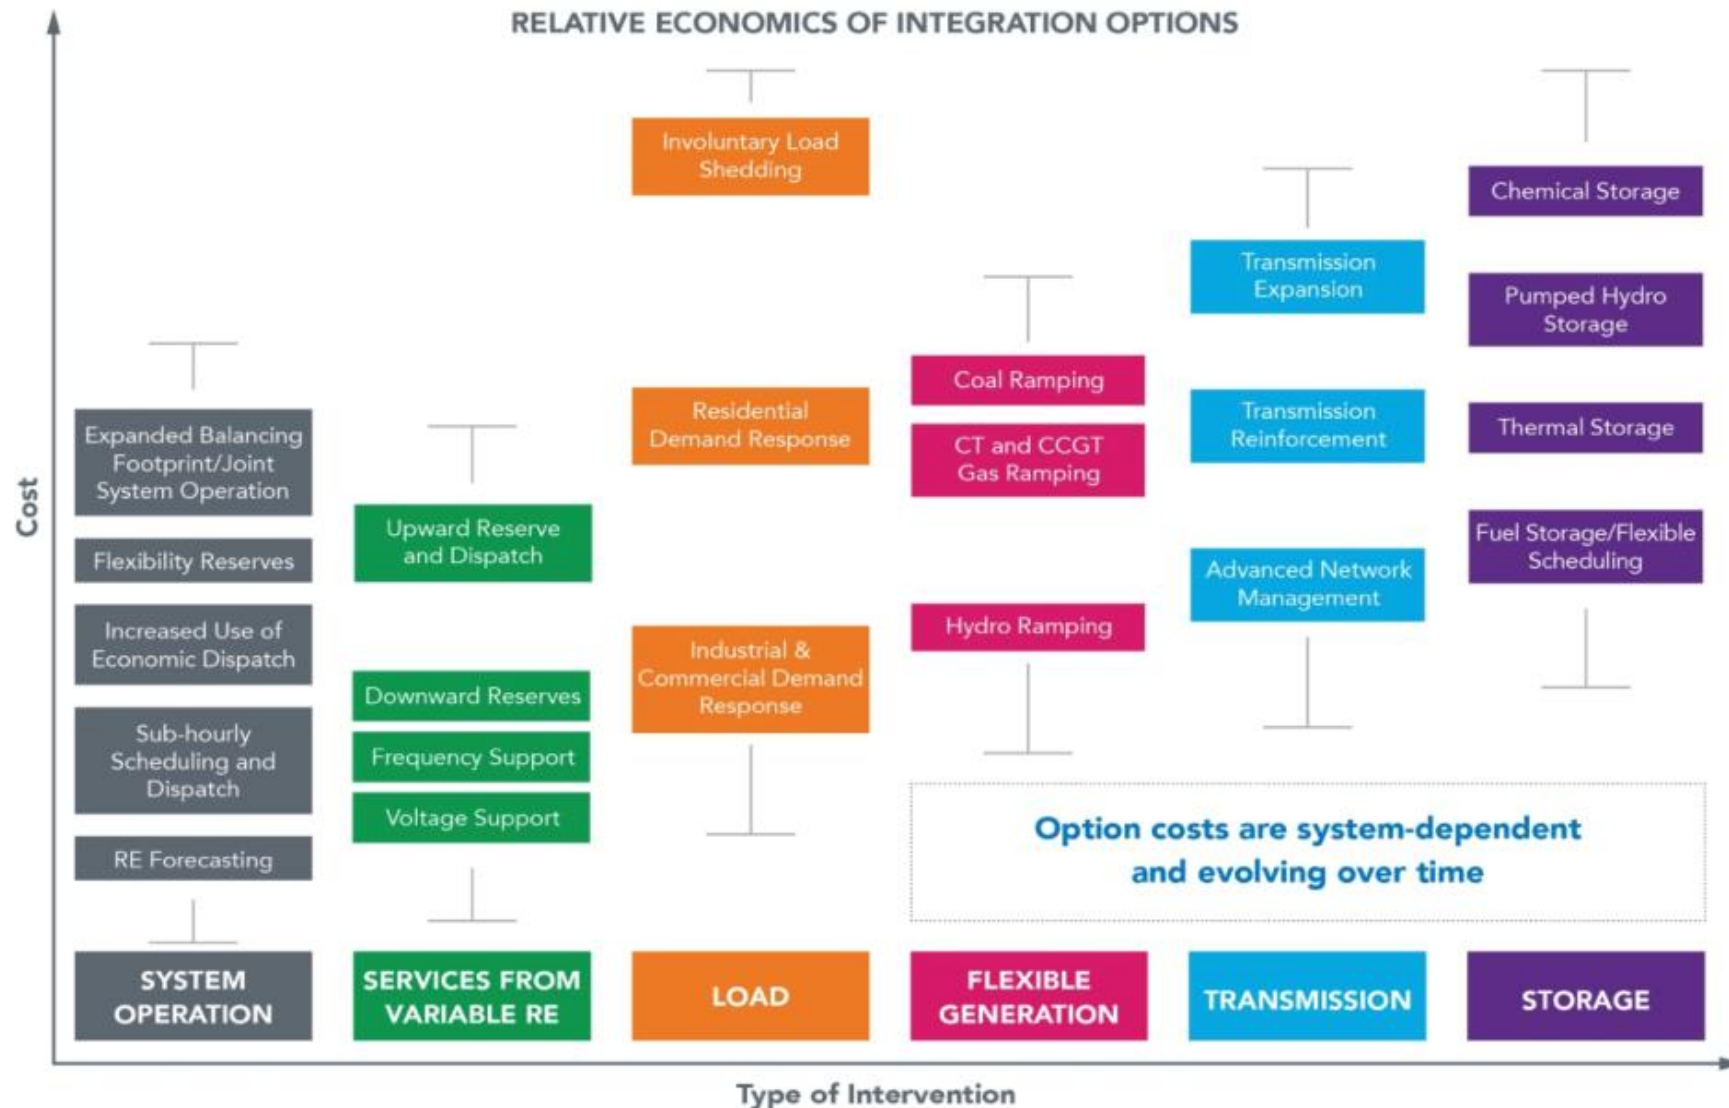 RELATIVE ECONOMICS OF INTEGRATION OPTIONS
Cost
Expanded Balancing
Footprint/Joint
System Operation
Flexibility Reserves
Increased Use of
Economic Dispatch
Sub-hourly
Scheduling and
Dispatch
RE Forecasting
SYSTEM
OPERATION
Upward Reserve
and Dispatch
Downward Reserves
Frequency Support
Voltage Support
SERVICES FROM
VARIABLE RE
Involuntary Load
Shedding
Residential
Demand Response
Industrial &
Commercial Demand
Response
LOAD
Coal Ramping
CT and CCGT
Gas Ramping
Hydro Ramping
FLEXIBLE
GENERATION
Transmission
Expansion
Transmission
Reinforcement
Advanced Network
Management
TRANSMISSION
Chemical Storage
Pumped Hydro
Storage
Thermal Storage
Fuel Storage/Flexible
Scheduling
STORAGE
Option costs are system-dependent
and evolving over time
Type of Intervention